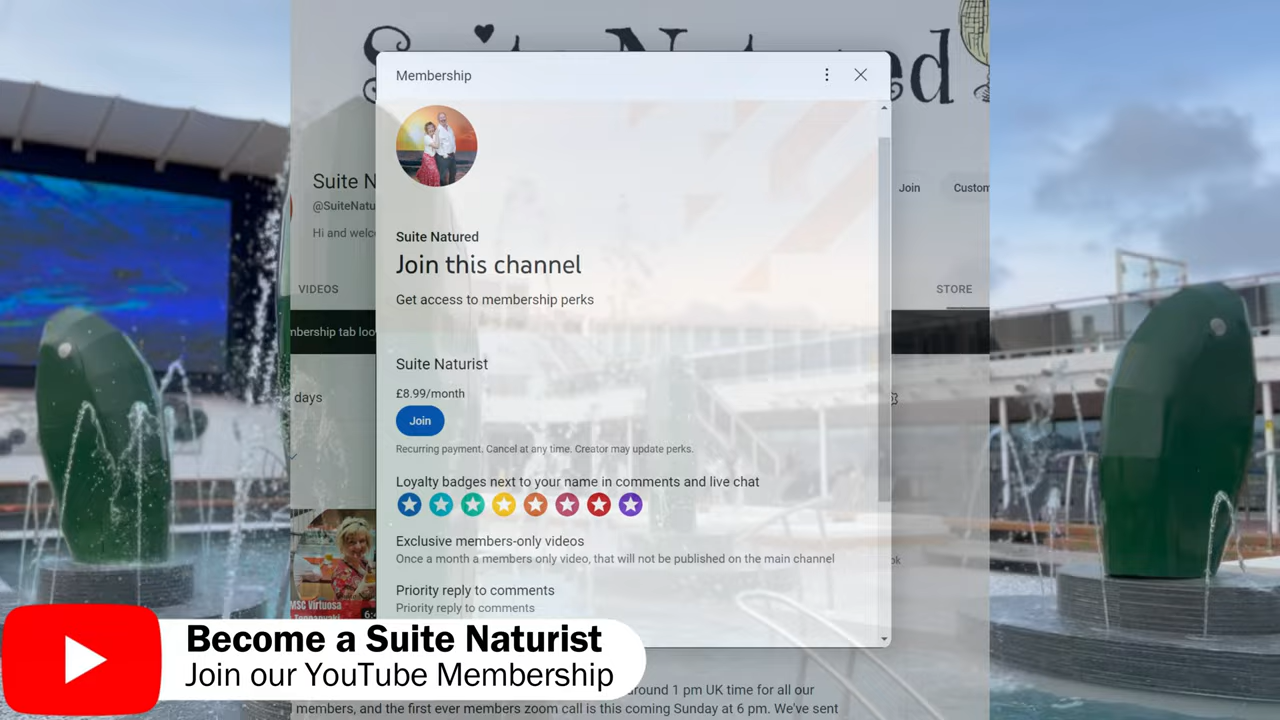 Suite Natured
Membership
Suite N
@SuiteNatu
Hi and welc
Join
Custom
Suite Natured
Join this channel
Get access to membership perks
VIDEOS
STORE
mbership tab loo
Suite Naturist
£8.99/month
days
Join
Recurring payment. Cancel at any time. Creator may update perks.
Loyalty badges next to your name in comments and live chat
Exclusive members-only videos
Once a month a members only video, that will not be published on the main channel
ok
Priority reply to comments
Priority reply to comments
MSC Virtuosa
Teppanyaki
Become a Suite Naturist
Join our YouTube Membership
around 1 pm UK time for all our
members, and the first ever members zoom call is this coming Sunday at 6 pm. We've sent